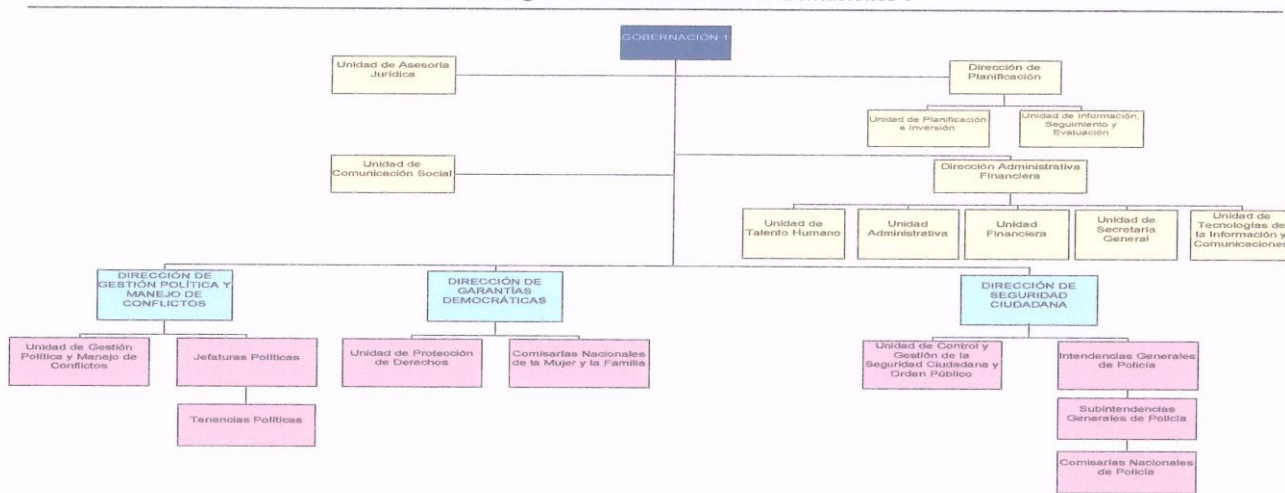 GOBERNACIÓN 1
Unidad de Asesoría
Jurídica
Dirección de
Planificación
Unidad de Planificación
e Inversión
Unidad de Información,
Seguimiento y
Evaluación
Unidad de
Comunicación Social
Dirección Administrativa
Financiera
Unidad de
Talento Humano
Unidad
Administrativa
Unidad
Financiera
Unidad de
Secretaría
General
Unidad de
Tecnologías de
la Información y
Comunicaciones
DIRECCIÓN DE
GESTIÓN POLÍTICA Y
MANEJO DE
CONFLICTOS
DIRECCIÓN DE
GARANTÍAS
DEMOCRÁTICAS
DIRECCIÓN DE
SEGURIDAD
CIUDADANA
Unidad de Gestión
Política y Manejo de
Conflictos
Jefaturas Políticas
Unidad de Protección
de Derechos
Comisarías Nacionales
de la Mujer y la Familia
Unidad de Control y
Gestión de la
Seguridad Ciudadana y
Orden Público
Intendencias Generales
de Policía
Tenencias Políticas
Subintendencias
Generales de Policía
Comisarías Nacionales
de Policía